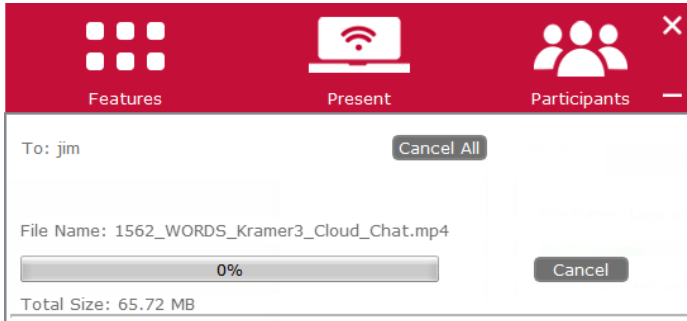 Features Present Participants
To: jim Cancel All
File Name: 1562_WORDS_Kramer3_Cloud_Chat.mp4
0% Cancel
Total Size: 65.72 MB